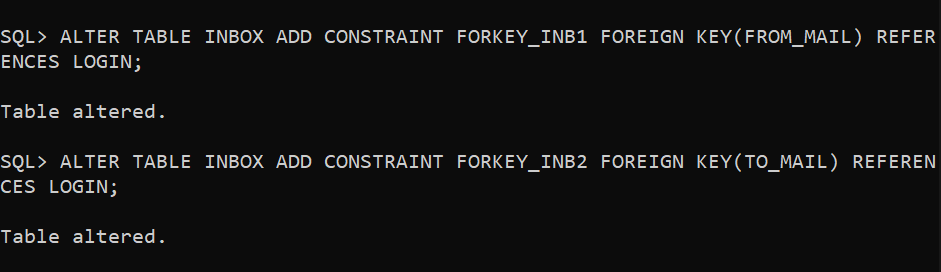 SQL> ALTER TABLE INBOX ADD CONSTRAINT FORKEY_INB1 FOREIGN KEY(FROM_MAIL) REFER
ENCES LOGIN;
Table altered.
SQL> ALTER TABLE INBOX ADD CONSTRAINT FORKEY_INB2 FOREIGN KEY(TO_MAIL) REFEREN
CES LOGIN;
Table altered.